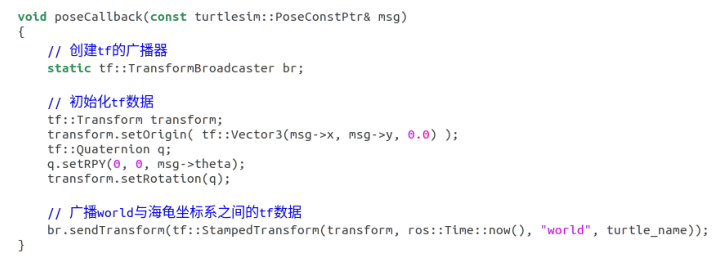 void poseCallback(const turtlesim::PoseConstPtr& msg)
{
    // 创建tf的广播器
    static tf::TransformBroadcaster br;

    // 初始化tf数据
    tf::Transform transform;
    transform.setOrigin( tf::Vector3(msg->x, msg->y, 0.0) );
    tf::Quaternion q;
    q.setRPY(0, 0, msg->theta);
    transform.setRotation(q);

    // 广播world与海龟坐标系之间的tf数据
    br.sendTransform(tf::StampedTransform(transform, ros::Time::now(), "world", turtle_name));
}